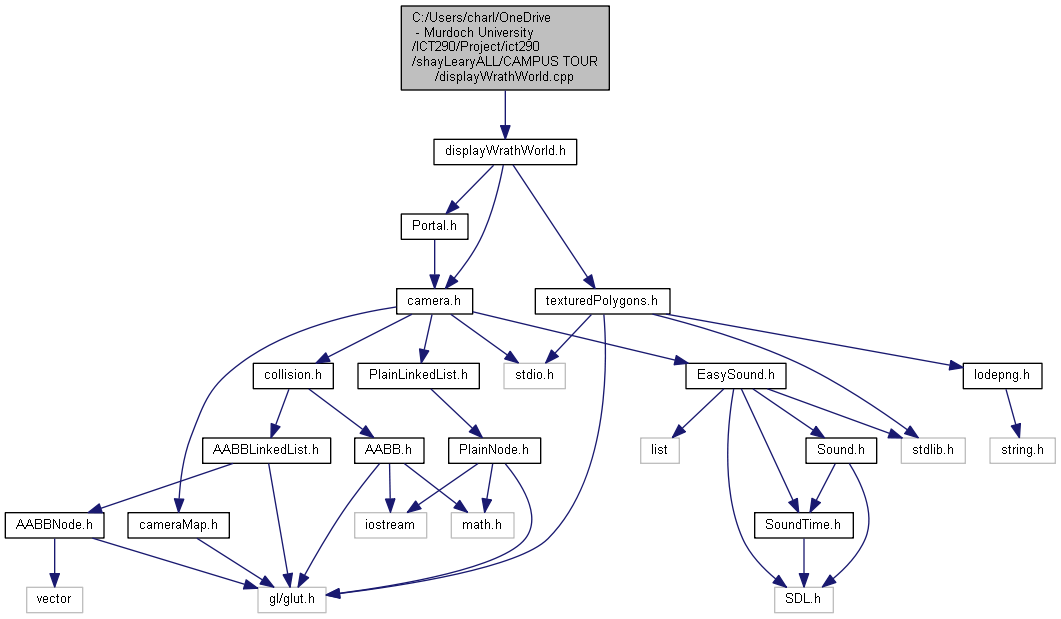 C:/Users/charl/OneDrive
- Murdoch University
/ICT290/Project/ict290
/shayLearyALL/CAMPUS TOUR
/displayWrathWorld.cpp
displayWrathWorld.h
Portal.h
camera.h
texturedPolygons.h
collision.h
PlainLinkedList.h
stdio.h
EasySound.h
lodepng.h
AABBLinkedList.h
AABB.h
PlainNode.h
list
Sound.h
stdlib.h
string.h
AABBNode.h
cameraMap.h
iostream
math.h
SoundTime.h
vector
gl/glut.h
SDL.h